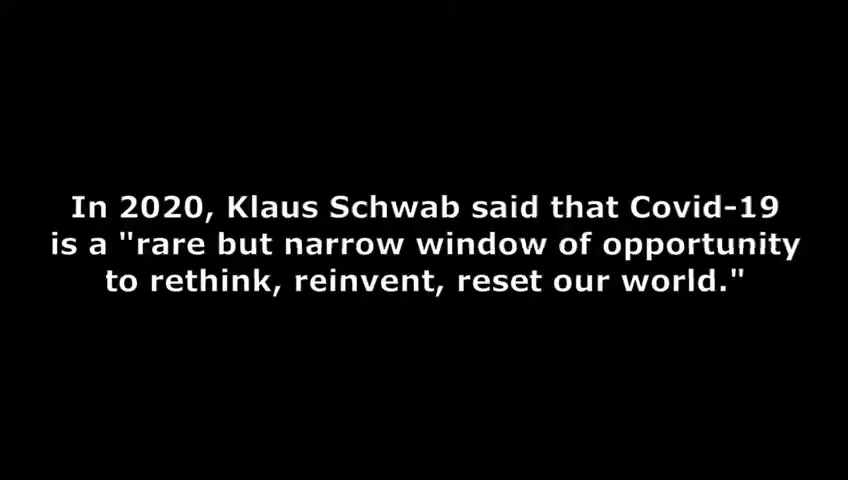 In 2020, Klaus Schwab said that Covid-19
is a "rare but narrow window of opportunity
to rethink, reinvent, reset our world."